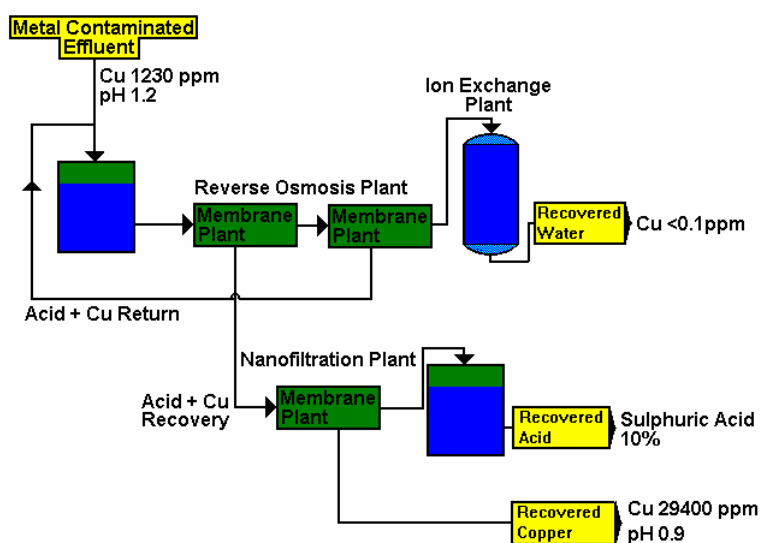 Metal Contaminated
Effluent
Cu 1230 ppm
pH 1.2
Ion Exchange
Plant
Reverse Osmosis Plant
Membrane
Plant
Membrane
Plant
Recovered
Water
Cu <0.1ppm
Acid + Cu Return
Nanofiltration Plant
Acid + Cu
Recovery
Membrane
Plant
Recovered
Acid
Sulphuric Acid
10%
Recovered
Copper
Cu 29400 ppm
pH 0.9